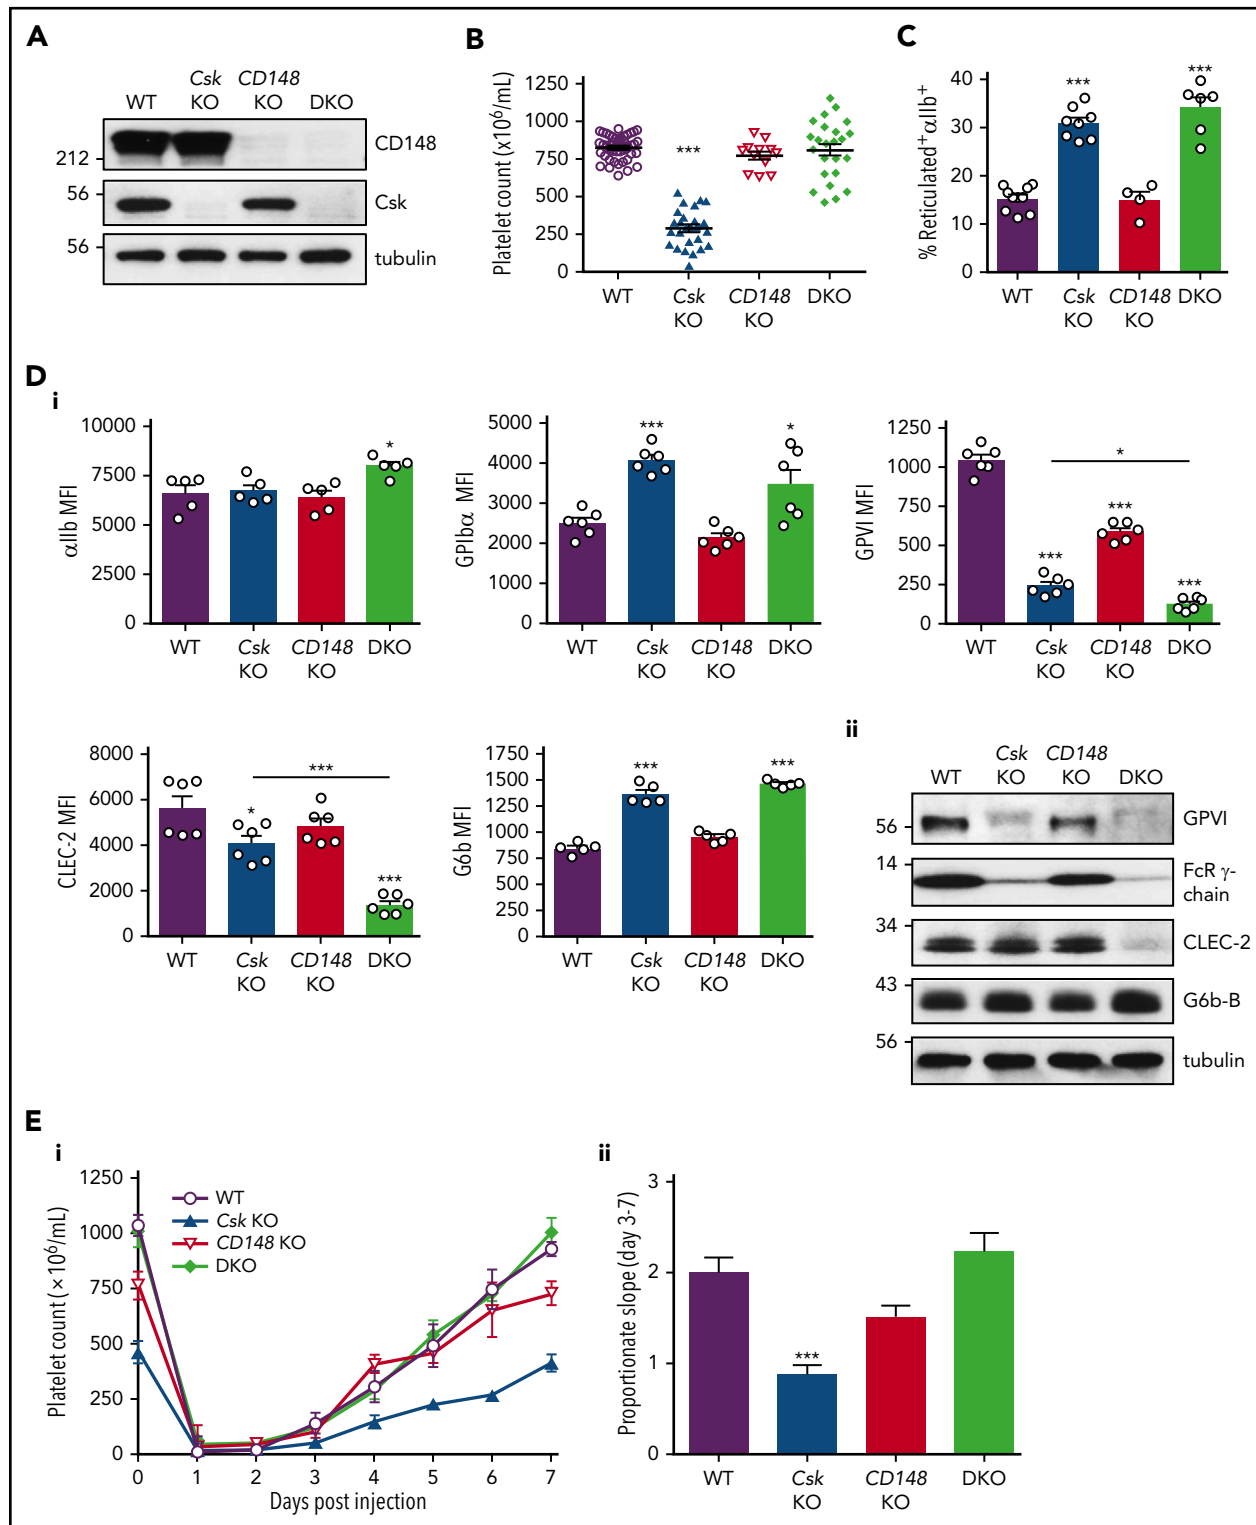 A
Csk CD148
WT KO KO DKO
212
CD148
56
Csk
56
tubulin
B
Platelet count (x10⁶/mL)
1250
1000
750
500
250
0
***
WT Csk CD148 DKO
KO KO
C
% Reticulated⁺αIIb⁺
40
30
20
10
0
***
***
WT Csk CD148 DKO
KO KO
D
i
αIIb MFI
10000
7500
5000
2500
0
*
WT Csk CD148 DKO
KO KO
GPIbα MFI
5000
4000
3000
2000
1000
0
***
*
WT Csk CD148 DKO
KO KO
GPVI MFI
1250
1000
750
500
250
0
*
***
***
***
WT Csk CD148 DKO
KO KO
CLEC-2 MFI
8000
6000
4000
2000
0
***
*
***
WT Csk CD148 DKO
KO KO
G6b MFI
1750
1500
1250
1000
750
500
250
0
***
***
WT Csk CD148 DKO
KO KO
ii
Csk CD148
WT KO KO DKO
56
GPVI
14
FcR γ-
chain
34
CLEC-2
43
G6b-B
56
tubulin
E
i
Platelet count (×10⁶/mL)
1250
1000
750
500
250
0
WT
Csk KO
CD148 KO
DKO
0 1 2 3 4 5 6 7
Days post injection
ii
Proportionate slope (day 3-7)
3
2
1
0
***
WT Csk CD148 DKO
KO KO